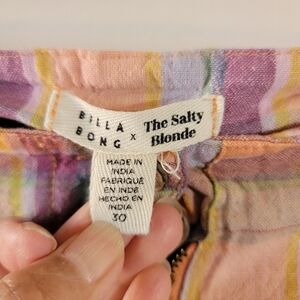 BILLA
BONG x The Salty
Blonde
MADE IN
INDIA
FABRIQUÉ
EN INDE
HECHO EN
INDIA
30